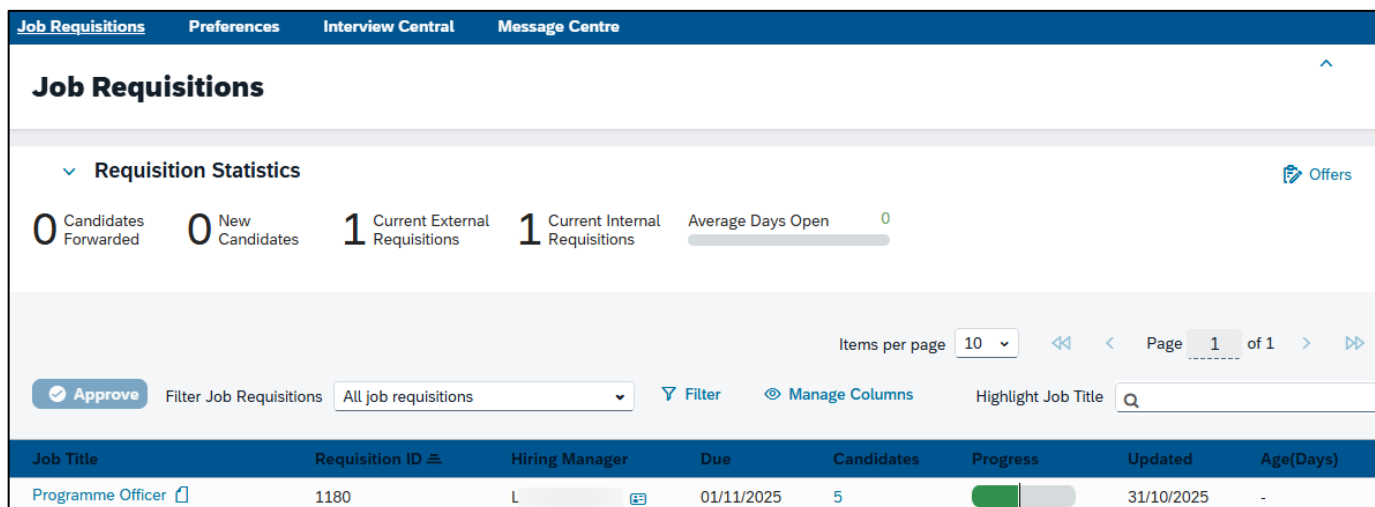 Job Requisitions Preferences Interview Central Message Centre
Job Requisitions
Requisition Statistics
Offers
0 Candidates Forwarded 0 New Candidates 1 Current External Requisitions 1 Current Internal Requisitions Average Days Open 0
Items per page 10 Page 1 of 1
Approve Filter Job Requisitions All job requisitions Filter Manage Columns Highlight Job Title
Job Title Requisition ID Hiring Manager Due Candidates Progress Updated Age(Days)
Programme Officer 1180 L 01/11/2025 5 31/10/2025 -